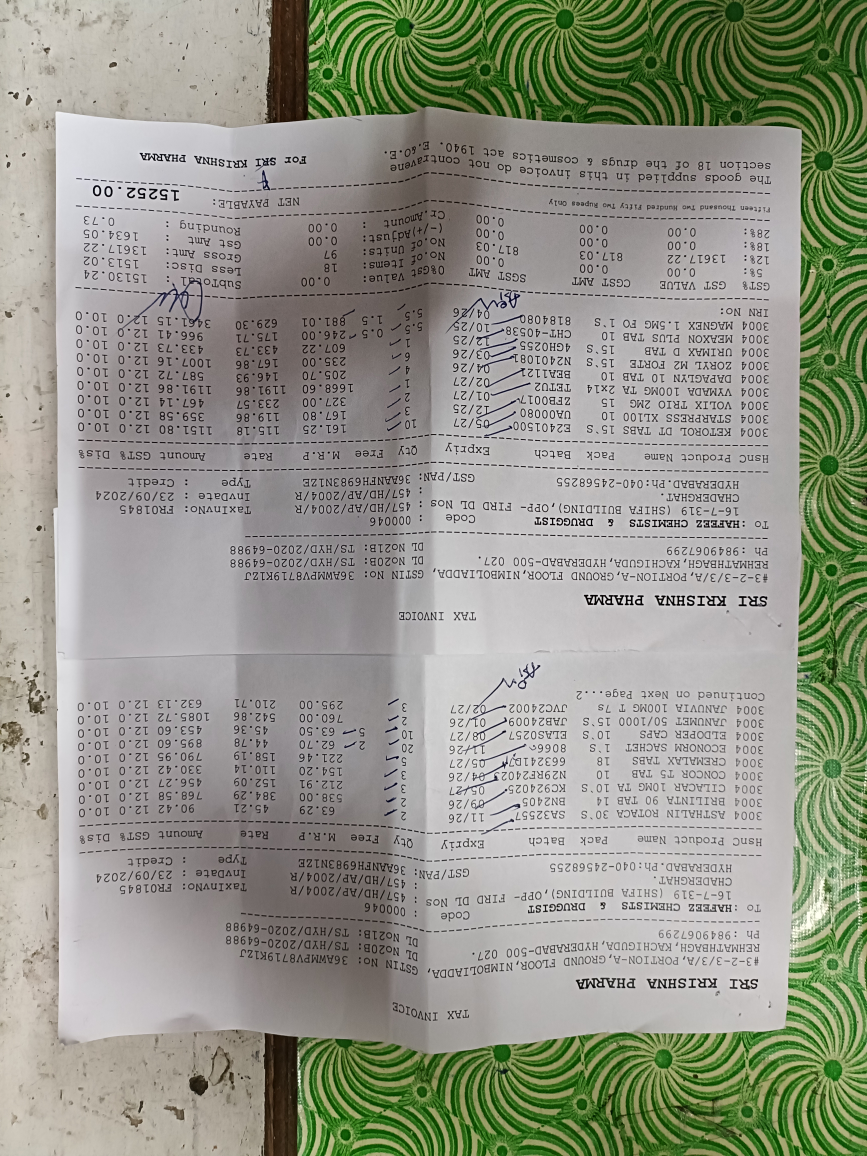 TAX INVOICE
SRI KRISHNA PHARMA
#3-2-3/3/A, PORTION-A, GROUND FLOOR,NIMBOLIADDA, GSTIN No: 36AWMPV8719K1ZJ
REHMATHBAGH,KACHIGUDA,HYDERABAD-500 027. DL No20B: TS/HYD/2020-64988
Ph : 9849067299 DL No21B: TS/HYD/2020-64988
To :HAFEEZ CHEMISTS & DRUGGIST Code : 000046 TaxInvNo: FR01845
16-7-319 (SHIFA BUILDING),OPP- FIRD DL Nos : 457/HD/AP/2004/R InvDate : 23/09/2024
CHADERGHAT. : 457/HD/AP/2004/R Type : Credit
HYDERABAD.Ph:040-24568255 GST/PAN: 36AANFH6983N1ZE
HsnC Product Name Pack Batch Expriy Qty Free M.R.P Rate Amount GST% Dis%
3004 ASTHALIN ROTACA 30'S SA32557 11/26 2 63.29 45.21 90.42 12.0 10.0
3004 BRILINTA 90 TAB 14 BN2405 09/26 2 538.00 384.29 768.58 12.0 10.0
3004 CILACAR 10MG TA 10'S KC924025 05/27 3 212.91 152.09 456.27 12.0 10.0
3004 CONCOR T5 TAB 10 N29RF24023 04/26 3 154.20 110.14 330.42 12.0 10.0
3004 CREMALAX TABS 18 66324 05/27 5 221.46 158.19 790.95 12.0 10.0
3004 ECONORM SACHET 1'S 8066 11/26 20 2 62.70 44.78 895.60 12.0 10.0
3004 ELDOPER CAPS 10'S ELAS0257 08/27 10 5 63.50 45.36 453.60 12.0 10.0
3004 JANUMET 50/1000 15'S JABR24009 01/26 2 760.00 542.86 1085.72 12.0 10.0
3004 JANUVIA 100MG T 7s JVC24002 02/27 3 295.00 210.71 632.13 12.0 10.0
Continued on Next Page...2
TAX INVOICE
SRI KRISHNA PHARMA
#3-2-3/3/A, PORTION-A, GROUND FLOOR,NIMBOLIADDA, GSTIN No: 36AWMPV8719K1ZJ
REHMATHBAGH,KACHIGUDA,HYDERABAD-500 027. DL No20B: TS/HYD/2020-64988
Ph : 9849067299 DL No21B: TS/HYD/2020-64988
To :HAFEEZ CHEMISTS & DRUGGIST Code : 000046 TaxInvNo: FR01845
16-7-319 (SHIFA BUILDING),OPP- FIRD DL Nos : 457/HD/AP/2004/R InvDate : 23/09/2024
CHADERGHAT. : 457/HD/AP/2004/R Type : Credit
HYDERABAD.Ph:040-24568255 GST/PAN: 36AANFH6983N1ZE
HsnC Product Name Pack Batch Expriy Qty Free M.R.P Rate Amount GST% Dis%
3004 KETOROL DT TABS 15'S E2401500 05/27 10 161.25 115.18 1151.80 12.0 10.0
3004 STARPRESS XL100 10 UA00080 12/25 3 167.80 119.86 359.58 12.0 10.0
3004 VOLIX TRIO 2MG 15 ZEFB0017 01/27 2 327.00 233.57 467.14 12.0 10.0
3004 VYMADA 100MG TA 2X14 TETU2 02/27 1 1668.60 1191.86 1191.86 12.0 10.0
3004 DAPAGLYN 10 TAB 10 BEA1121 04/26 4 205.70 146.93 587.72 12.0 10.0
3004 ZORYL M2 FORTE 15'S N2401081 03/26 6 235.00 167.86 1007.16 12.0 10.0
3004 URIMAX D TAB 15'S 4GH0255 12/25 1 607.22 433.73 433.73 12.0 10.0
3004 MEAXON PLUS TAB 10 CHT-40538 10/25 5.5 0.5 246.00 175.71 966.41 12.0 10.0
3004 MAGNEX 1.5MG FO 1'S 8184080 04/26 5.5 1.5 881.01 629.30 3461.15 12.0 10.0
IRN No:
GST% GST VALUE CGST AMT SGST AMT 0%Gst Value: 0.00 SubTotal: 15130.24
5%: 0.00 0.00 0.00 No.of Items: 18 Less Disc: 1513.02
12%: 13617.22 817.03 817.03 No.of Units: 97 Gross Amt: 13617.22
18%: 0.00 0.00 0.00 (-/+)Adjust: 0.00 Gst Amt : 1634.05
28%: 0.00 0.00 0.00 Cr.Amount : 0.00 Rounding : 0.73
Fifteen Thousand Two Hundred Fifty Two Rupees Only NET PAYABLE: 15252.00
The goods supplied in this invoice do not contravene
section 18 of the drugs & cosmetics act 1940. E.&O.E. For SRI KRISHNA PHARMA